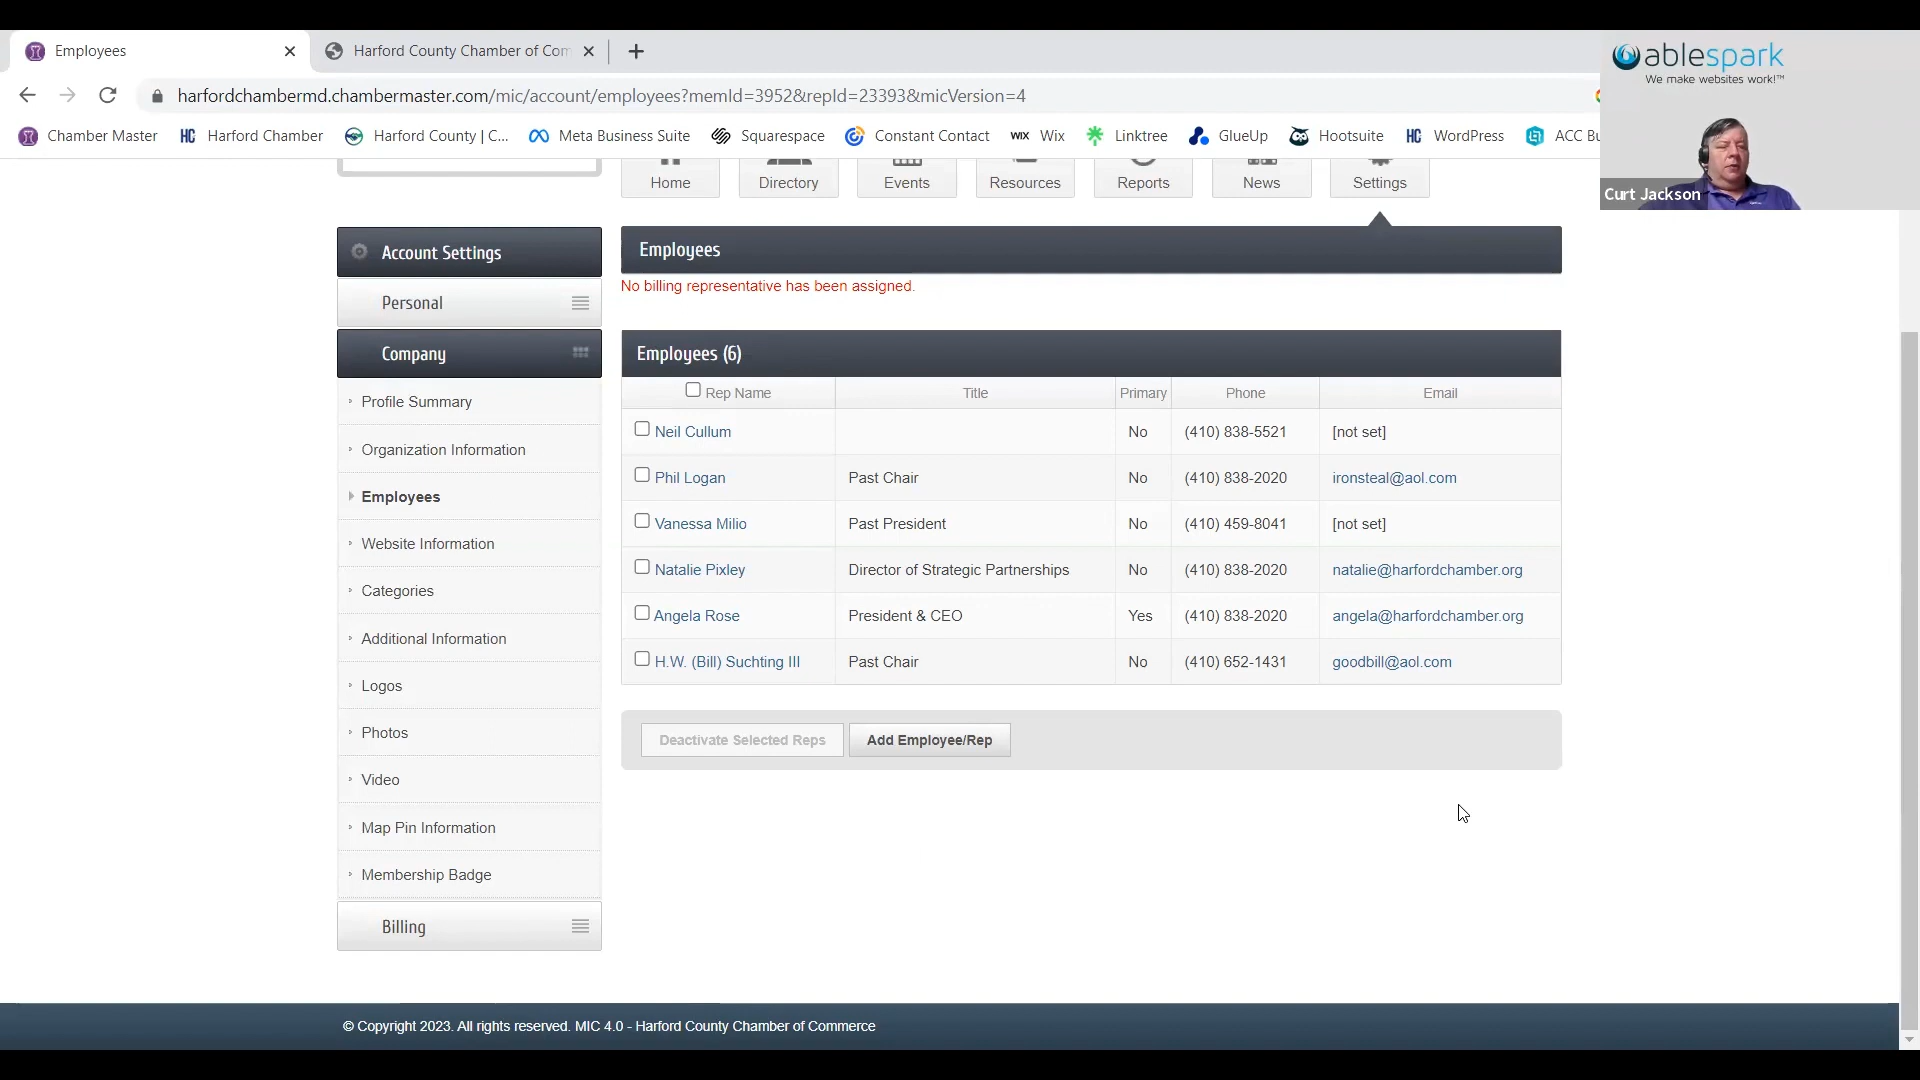 Employees
Harford County Chamber of Com
ablespark
We make websites work!™
harfordchambermd.chambermaster.com/mic/account/employees?memId=3952&repId=23393&micVersion=4
Chamber Master HC Harford Chamber Harford County | C... Meta Business Suite Squarespace Constant Contact WIX Wix Linktree GlueUp Hootsuite HC WordPress ACC Bu
Curt Jackson
Home Directory Events Resources Reports News Settings
Account Settings
Personal
Company
Profile Summary
Organization Information
Employees
Website Information
Categories
Additional Information
Logos
Photos
Video
Map Pin Information
Membership Badge
Billing
Employees
No billing representative has been assigned.
Employees (6)
Rep Name Title Primary Phone Email
Neil Cullum No (410) 838-5521 [not set]
Phil Logan Past Chair No (410) 838-2020 ironsteal@aol.com
Vanessa Milio Past President No (410) 459-8041 [not set]
Natalie Pixley Director of Strategic Partnerships No (410) 838-2020 natalie@harfordchamber.org
Angela Rose President & CEO Yes (410) 838-2020 angela@harfordchamber.org
H.W. (Bill) Suchting III Past Chair No (410) 652-1431 goodbill@aol.com
Deactivate Selected Reps Add Employee/Rep
© Copyright 2023. All rights reserved. MIC 4.0 - Harford County Chamber of Commerce